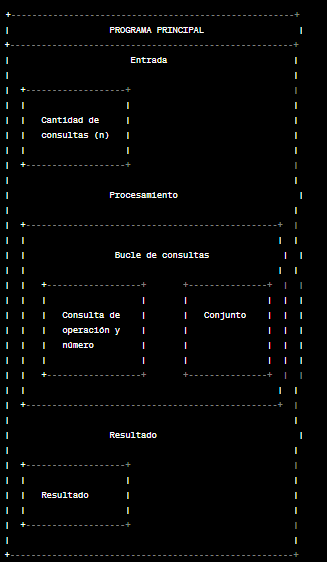 PROGRAMA PRINCIPAL
Entrada
Cantidad de
consultas (n)
Procesamiento
Bucle de consultas
Consulta de
operación y
número
Conjunto
Resultado
Resultado